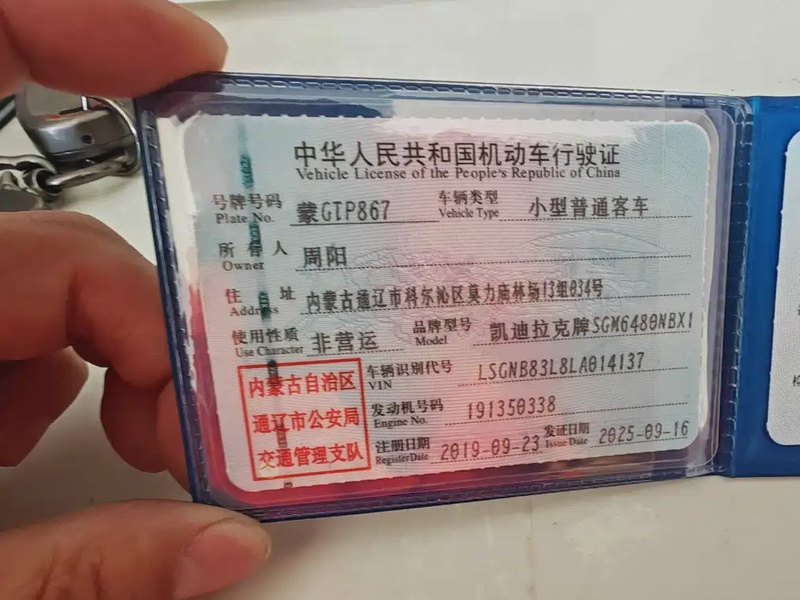 中华人民共和国机动车行驶证
Vehicle License of the People's Republic of China
号牌号码 蒙GTP867 车辆类型 小型普通客车
Plate No. Vehicle Type
所有人 周阳
Owner
住址 内蒙古通辽市科尔沁区莫力庙林场13组034号
Address
使用性质 非营运 品牌型号 凯迪拉克牌SGM6480NBX1
Use Character Model
车辆识别代号 LSGNB83L8LA014137
VIN
发动机号码 191350338
Engine No.
注册日期 2019-09-23 发证日期 2025-09-16
Register Date Issue Date
内蒙古自治区
通辽市公安局
交通管理支队